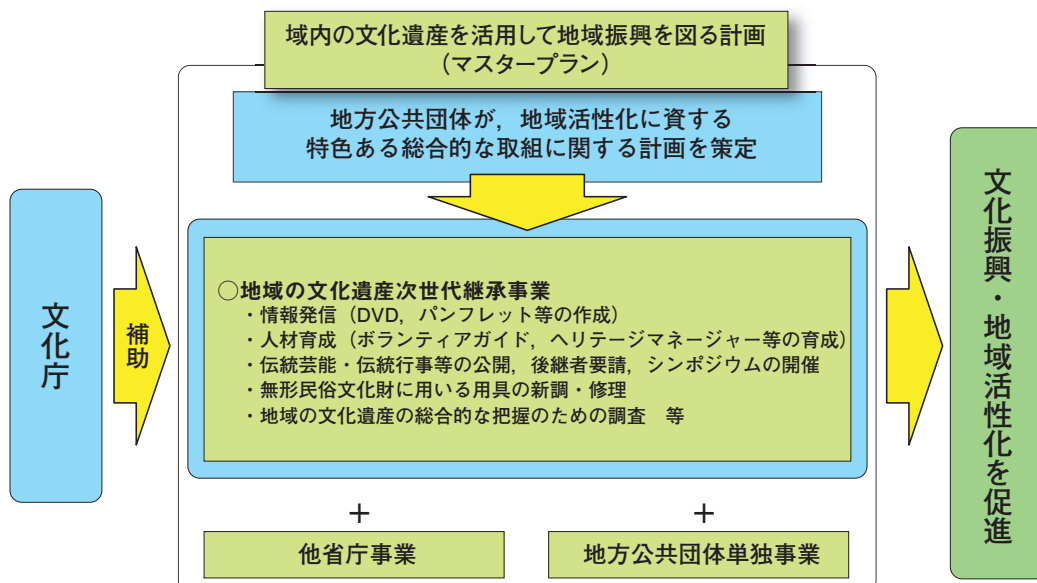 域内の文化遺産を活用して地域振興を図る計画
（マスタープラン）
地方公共団体が，地域活性化に資する
特色ある総合的な取組に関する計画を策定
文化庁
補助
○地域の文化遺産次世代継承事業
・情報発信（DVD，パンフレット等の作成）
・人材育成（ボランティアガイド，ヘリテージマネージャー等の育成）
・伝統芸能・伝統行事等の公開，後継者要請，シンポジウムの開催
・無形民俗文化財に用いる用具の新調・修理
・地域の文化遺産の総合的な把握のための調査　等
＋
＋
他省庁事業
地方公共団体単独事業
文化振興・地域活性化を促進